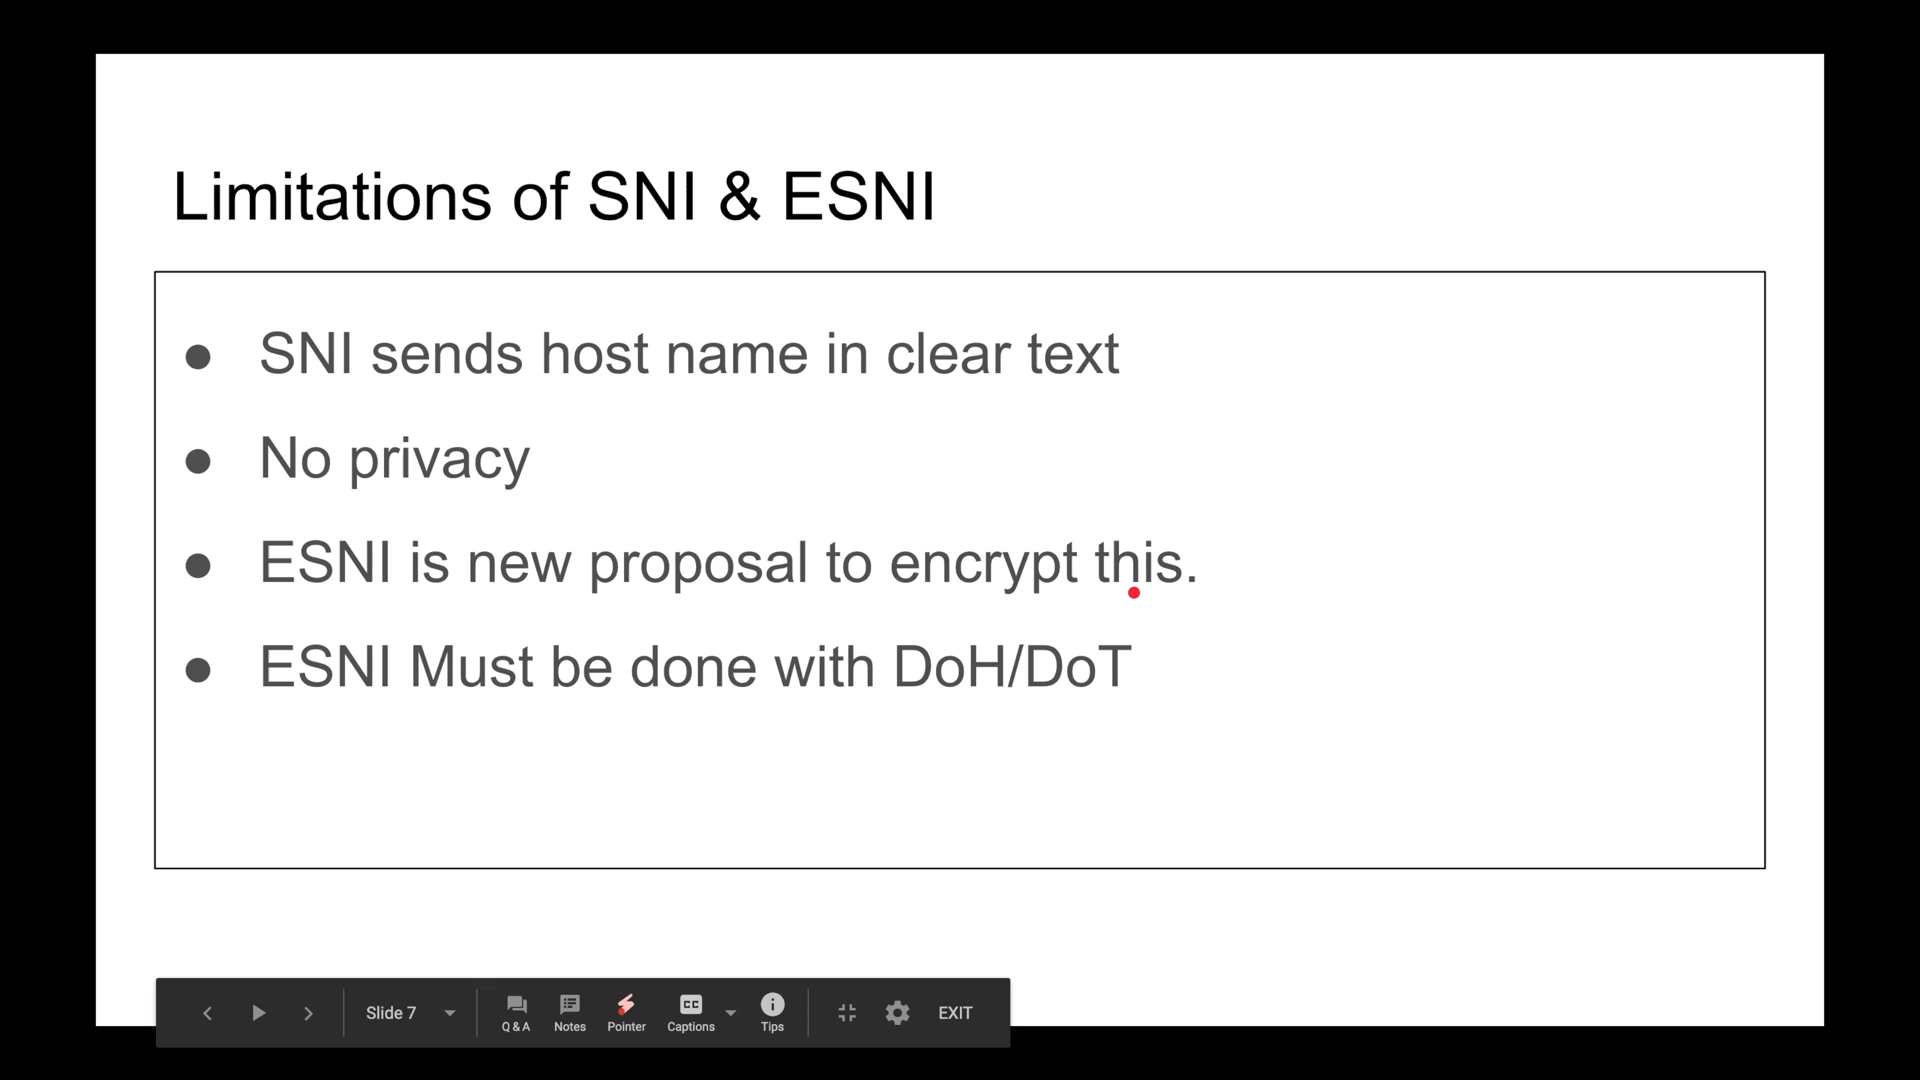 Limitations of SNI & ESNI
● SNI sends host name in clear text
● No privacy
● ESNI is new proposal to encrypt this.
● ESNI Must be done with DoH/DoT
Slide 7
Q & A
Notes
Pointer
CC
Captions
Tips
EXIT